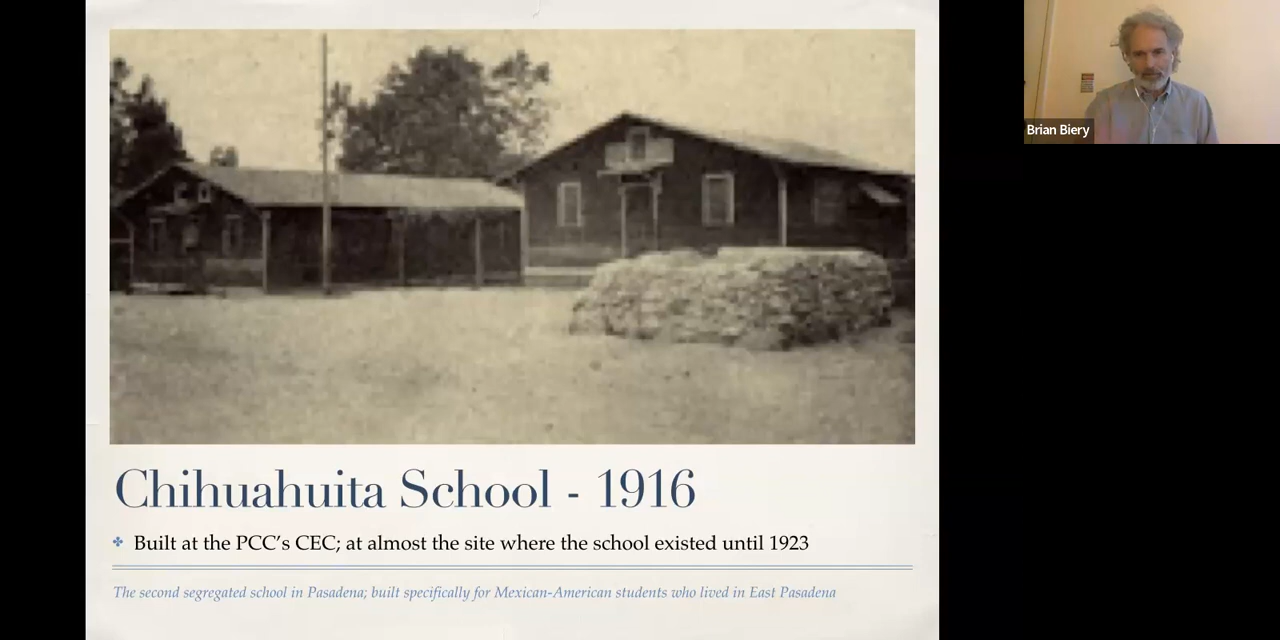 Chihuahuita School - 1916
✤ Built at the PCC's CEC; at almost the site where the school existed until 1923
The second segregated school in Pasadena; built specifically for Mexican-American students who lived in East Pasadena
Brian Biery